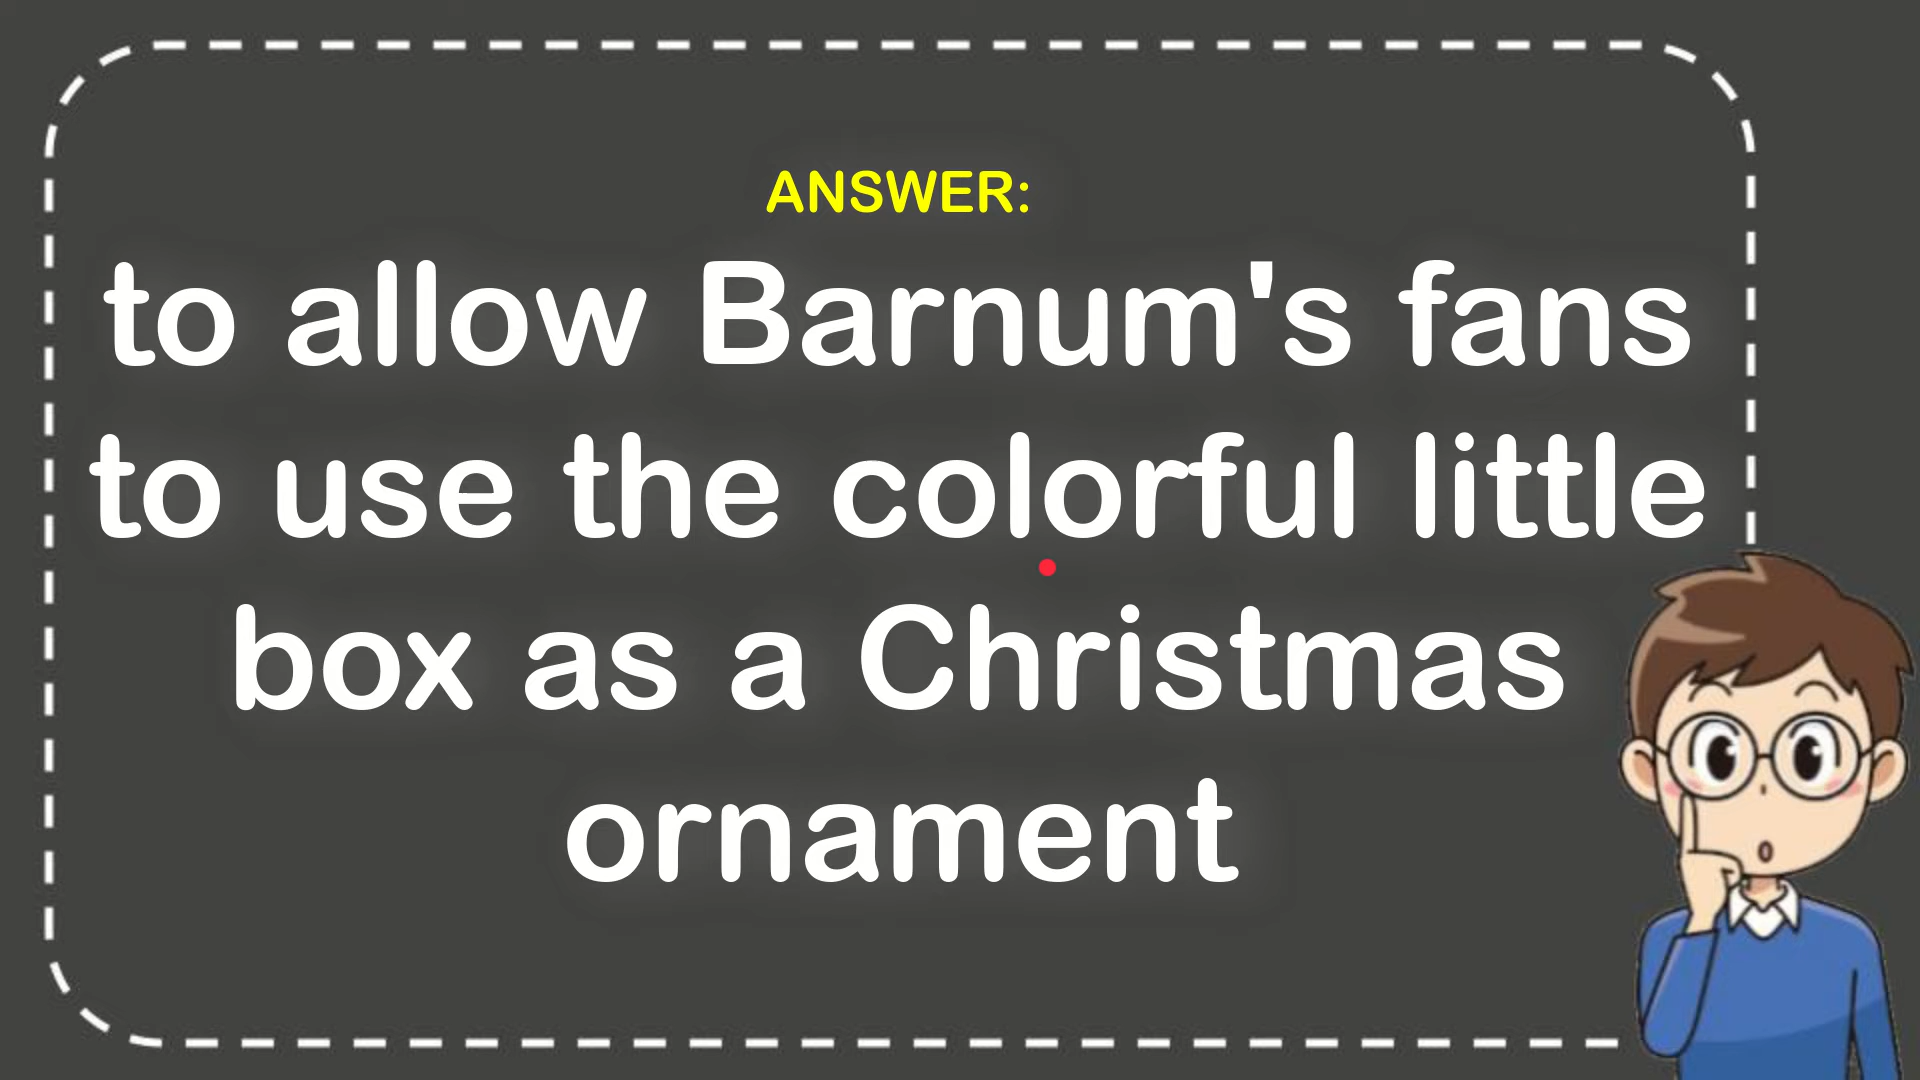 ANSWER:
to allow Barnum's fans
to use the colorful little
box as a Christmas
ornament